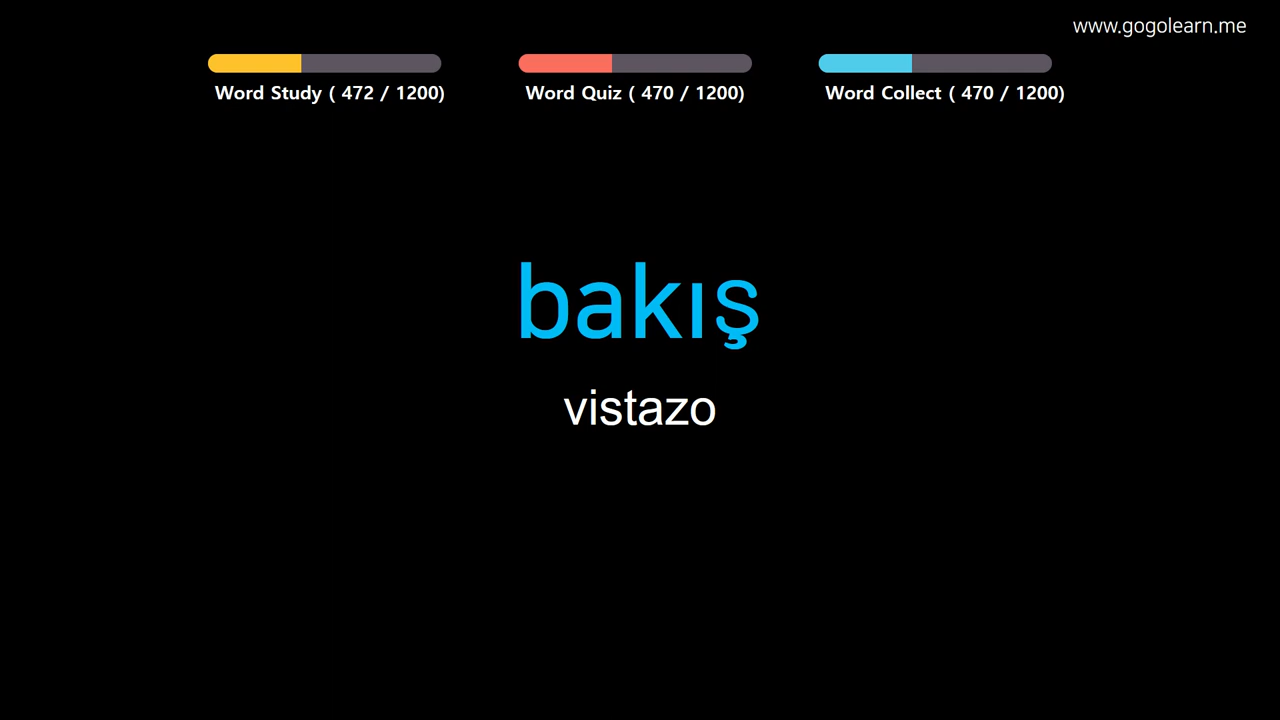 www.gogolearn.me
Word Study ( 472 / 1200)
Word Quiz ( 470 / 1200)
Word Collect ( 470 / 1200)
bakış
vistazo